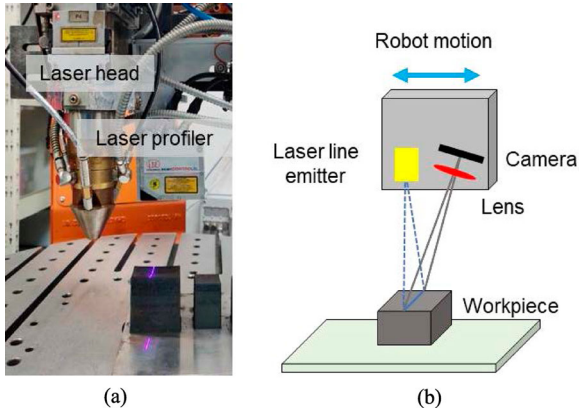 Laser head
Laser profiler
(a)
Robot motion
Laser line
emitter
Camera
Lens
Workpiece
(b)